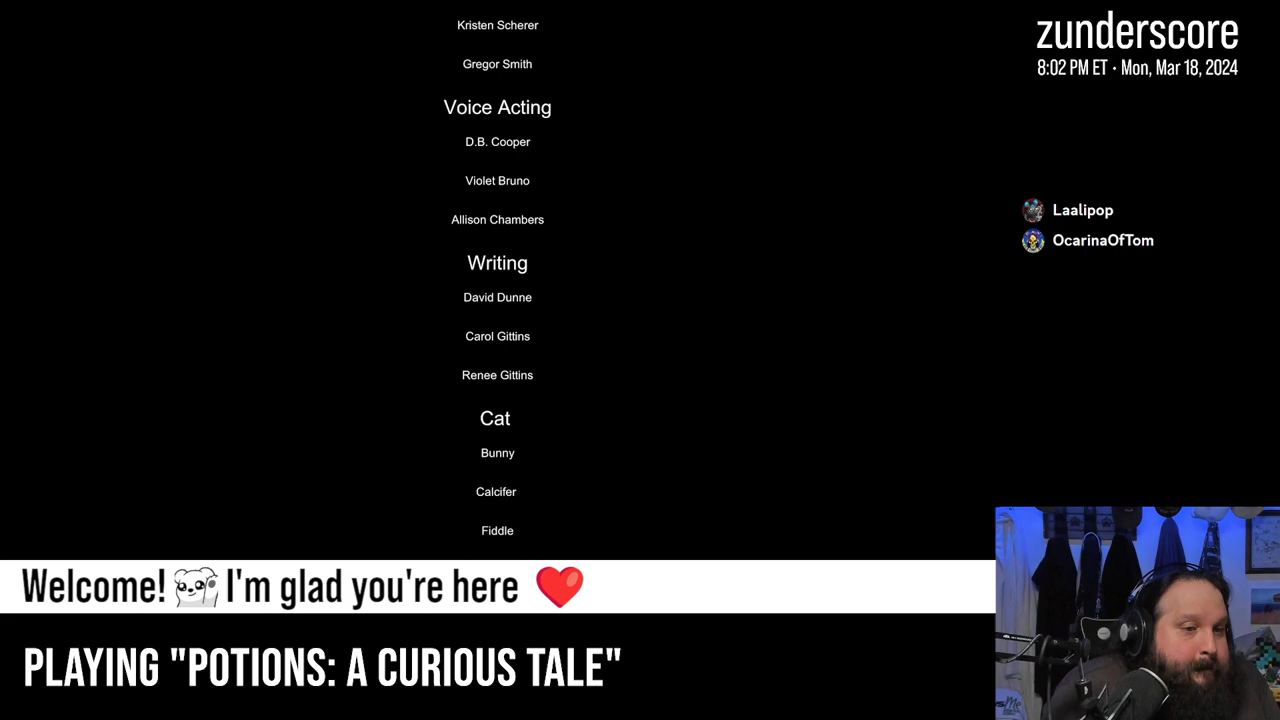 Kristen Scherer
Gregor Smith
Voice Acting
D.B. Cooper
Violet Bruno
Allison Chambers
Writing
David Dunne
Carol Gittins
Renee Gittins
Cat
Bunny
Calcifer
Fiddle
zunderscore
8:02 PM ET · Mon, Mar 18, 2024
Laalipop
OcarinaOfTom
Welcome! I'm glad you're here
PLAYING "POTIONS: A CURIOUS TALE"